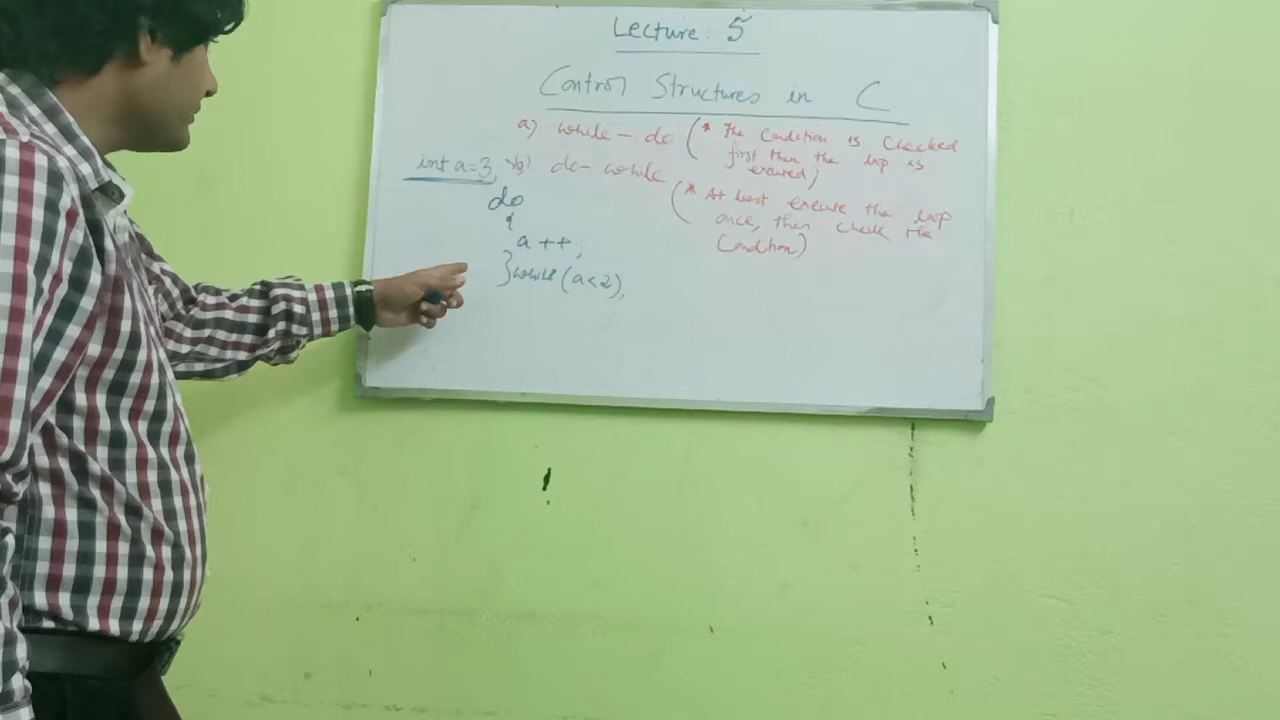 Lecture: 5
Control Structures in C
a) while - do (* The Condition is Checked
first then the loop is
execured)
int a=3; b) do - while
(* At least execute the loop
once, then check the
Condition)
do
{
a ++;
} while (a<2);